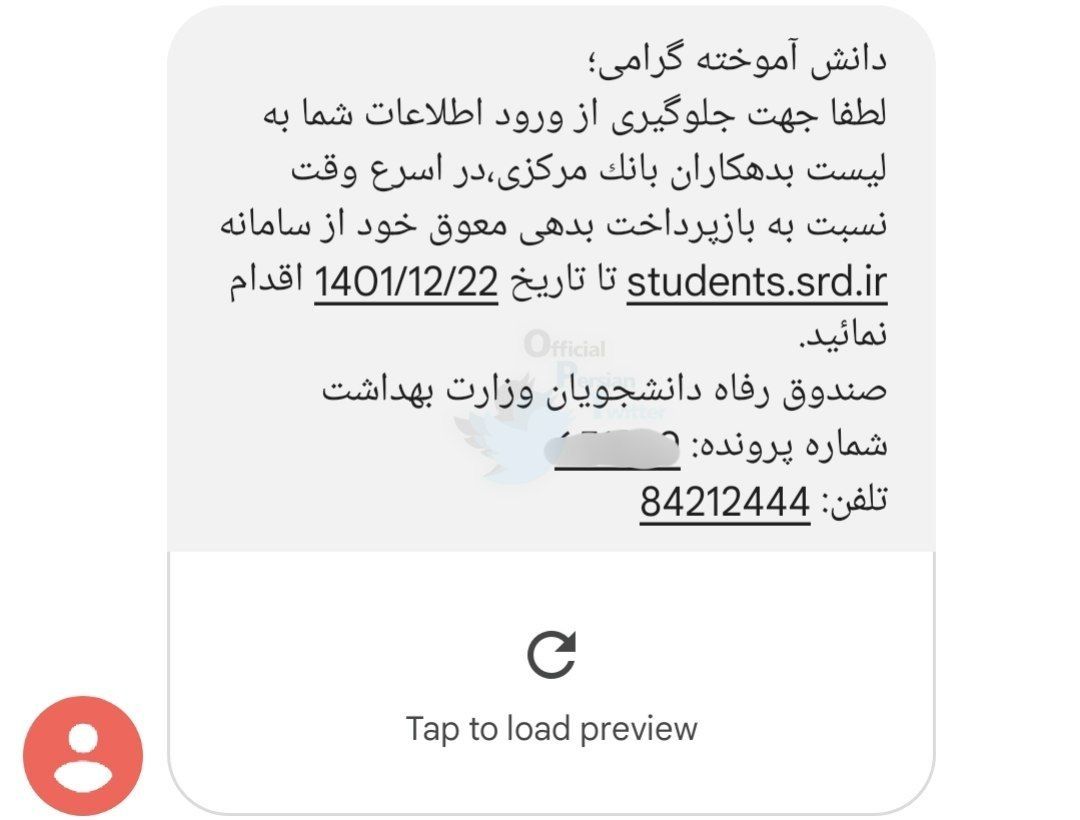 دانش آموخته گرامی؛
لطفا جهت جلوگیری از ورود اطلاعات شما به
لیست بدهکاران بانك مرکزی،در اسرع وقت
نسبت به بازپرداخت بدهی معوق خود از سامانه
students.srd.ir تا تاریخ 1401/12/22 اقدام
نمائید.
Official
Persian
Twitter
صندوق رفاه دانشجویان وزارت بهداشت
شماره پرونده:
تلفن: 84212444
Tap to load preview